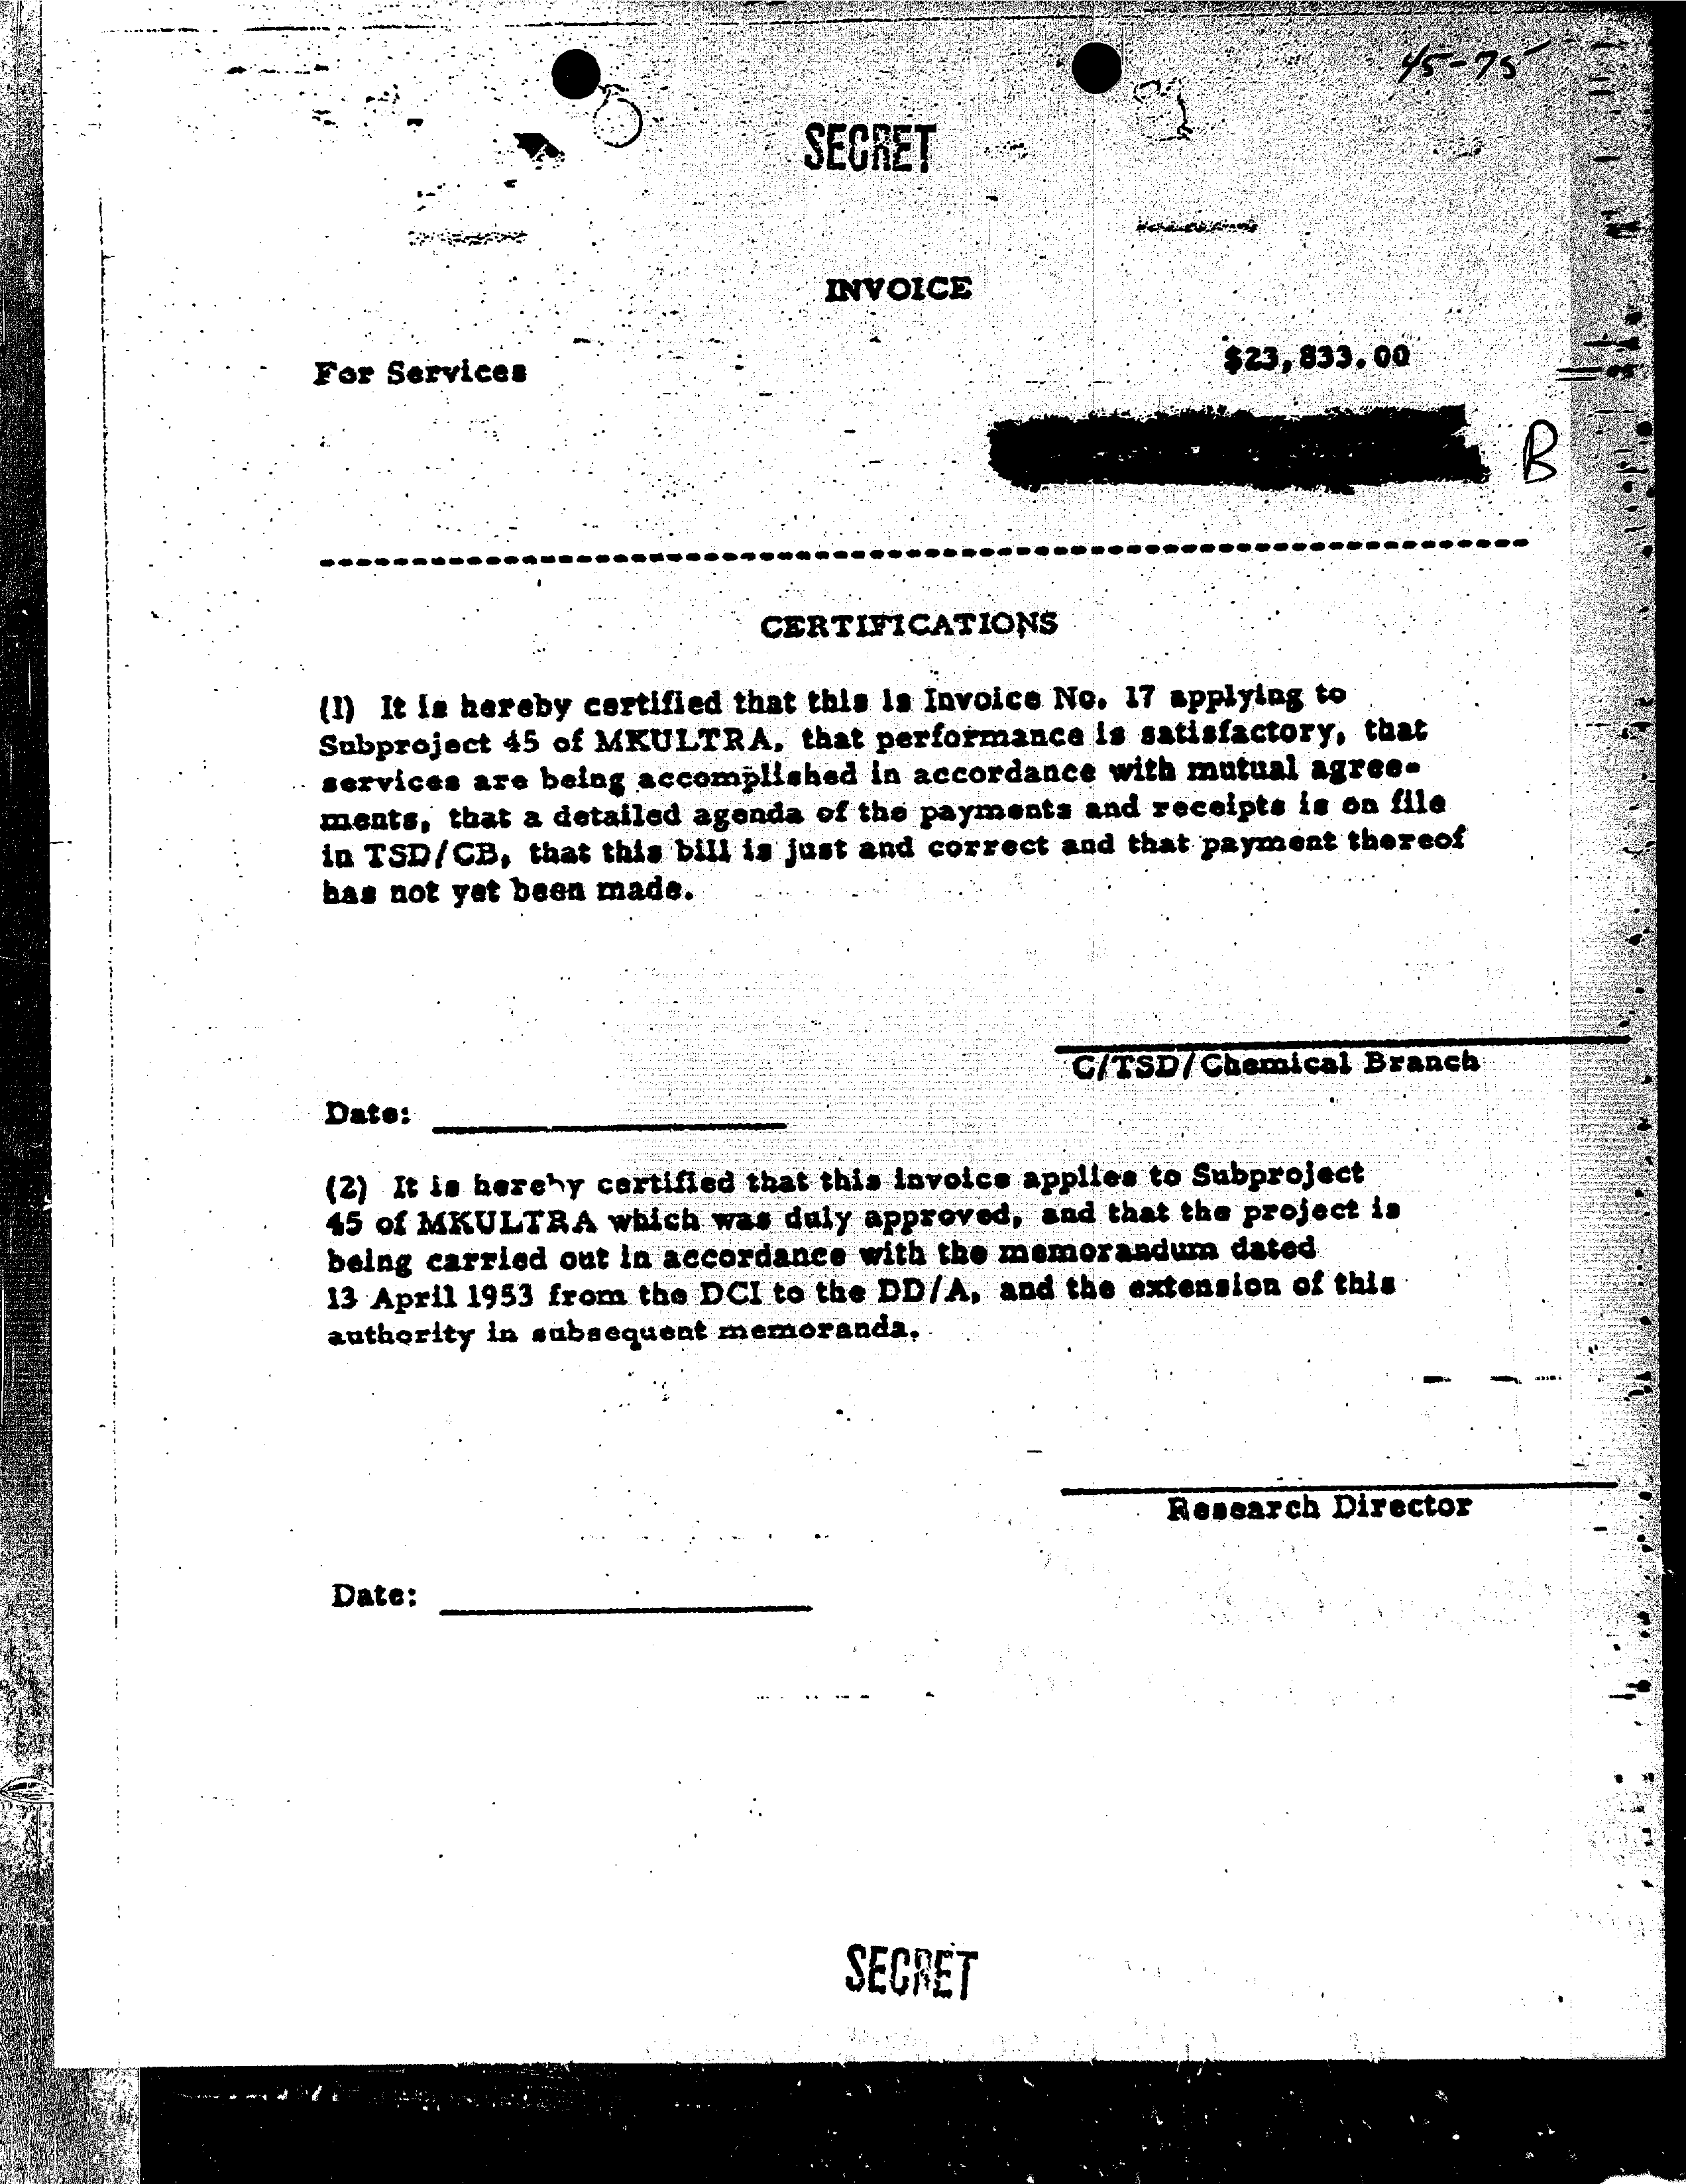 45-75
SECRET
INVOICE
For Services
$23,833.00
B
CERTIFICATIONS
(1) It is hereby certified that this is Invoice No. 17 applying to
Subproject 45 of MKULTRA, that performance is satisfactory, that
services are being accomplished in accordance with mutual agree-
ments, that a detailed agenda of the payments and receipts is on file
in TSD/CB, that this bill is just and correct and that payment thereof
has not yet been made.
C/TSD/Chemical Branch
Date:
(2) It is hereby certified that this invoice applies to Subproject
45 of MKULTRA which was duly approved, and that the project is
being carried out in accordance with the memorandum dated
13 April 1953 from the DCI to the DD/A, and the extension of this
authority in subsequent memoranda.
Research Director
Date:
SECRET